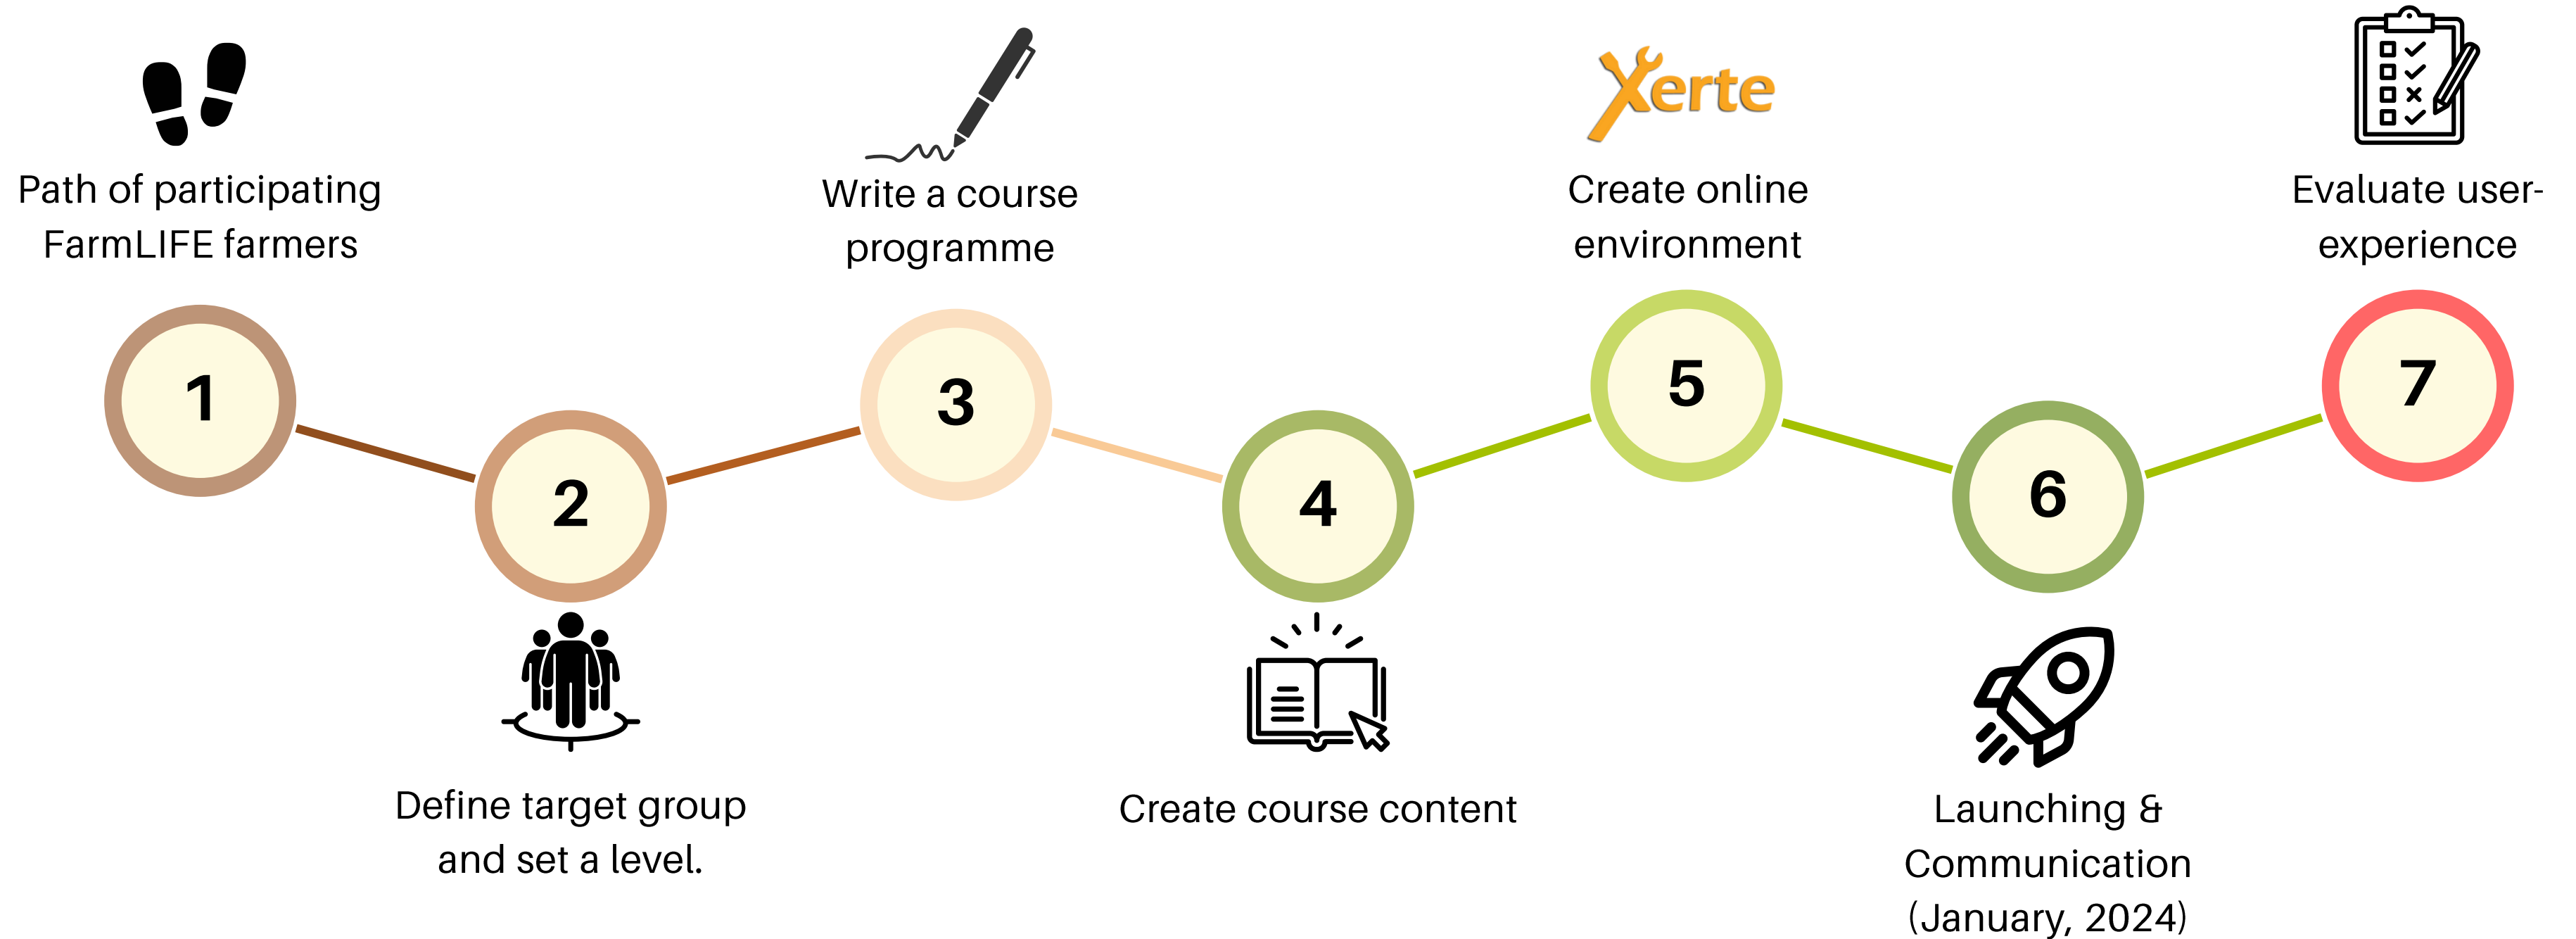 Path of participating
FarmLIFE farmers
1
2
Define target group
and set a level.
Write a course
programme
3
4
Create course content
Xerte
Create online
environment
5
6
Launching &
Communication
(January, 2024)
Evaluate user-
experience
7